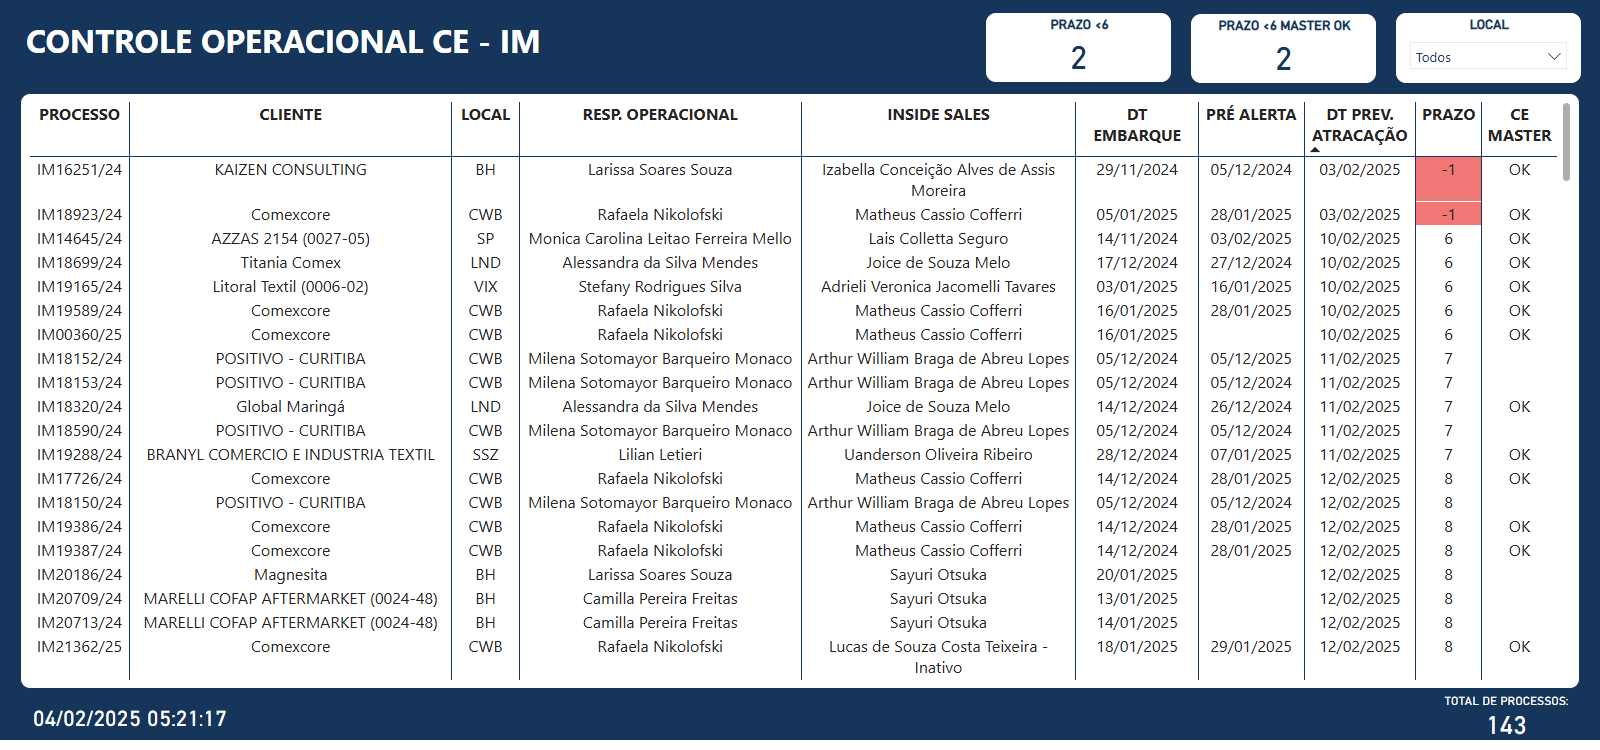 CONTROLE OPERACIONAL CE - IM
PRAZO <6
2
PRAZO <6 MASTER OK
2
LOCAL
Todos
PROCESSO CLIENTE LOCAL RESP. OPERACIONAL INSIDE SALES DT EMBARQUE PRÉ ALERTA DT PREV. ATRACAÇÃO PRAZO CE MASTER
IM16251/24 KAIZEN CONSULTING BH Larissa Soares Souza Izabella Conceição Alves de Assis Moreira 29/11/2024 05/12/2024 03/02/2025 -1 OK
IM18923/24 Comexcore CWB Rafaela Nikolofski Matheus Cassio Cofferri 05/01/2025 28/01/2025 03/02/2025 -1 OK
IM14645/24 AZZAS 2154 (0027-05) SP Monica Carolina Leitao Ferreira Mello Lais Colletta Seguro 14/11/2024 03/02/2025 10/02/2025 6 OK
IM18699/24 Titania Comex LND Alessandra da Silva Mendes Joice de Souza Melo 17/12/2024 27/12/2024 10/02/2025 6 OK
IM19165/24 Litoral Textil (0006-02) VIX Stefany Rodrigues Silva Adrieli Veronica Jacomelli Tavares 03/01/2025 16/01/2025 10/02/2025 6 OK
IM19589/24 Comexcore CWB Rafaela Nikolofski Matheus Cassio Cofferri 16/01/2025 28/01/2025 10/02/2025 6 OK
IM00360/25 Comexcore CWB Rafaela Nikolofski Matheus Cassio Cofferri 16/01/2025 10/02/2025 6 OK
IM18152/24 POSITIVO - CURITIBA CWB Milena Sotomayor Barqueiro Monaco Arthur William Braga de Abreu Lopes 05/12/2024 05/12/2024 11/02/2025 7
IM18153/24 POSITIVO - CURITIBA CWB Milena Sotomayor Barqueiro Monaco Arthur William Braga de Abreu Lopes 05/12/2024 05/12/2024 11/02/2025 7
IM18320/24 Global Maringá LND Alessandra da Silva Mendes Joice de Souza Melo 14/12/2024 26/12/2024 11/02/2025 7 OK
IM18590/24 POSITIVO - CURITIBA CWB Milena Sotomayor Barqueiro Monaco Arthur William Braga de Abreu Lopes 05/12/2024 05/12/2024 11/02/2025 7
IM19288/24 BRANYL COMERCIO E INDUSTRIA TEXTIL SSZ Lilian Letieri Uanderson Oliveira Ribeiro 28/12/2024 07/01/2025 11/02/2025 7 OK
IM17726/24 Comexcore CWB Rafaela Nikolofski Matheus Cassio Cofferri 14/12/2024 28/01/2025 12/02/2025 8 OK
IM18150/24 POSITIVO - CURITIBA CWB Milena Sotomayor Barqueiro Monaco Arthur William Braga de Abreu Lopes 05/12/2024 05/12/2024 12/02/2025 8
IM19386/24 Comexcore CWB Rafaela Nikolofski Matheus Cassio Cofferri 14/12/2024 28/01/2025 12/02/2025 8 OK
IM19387/24 Comexcore CWB Rafaela Nikolofski Matheus Cassio Cofferri 14/12/2024 28/01/2025 12/02/2025 8 OK
IM20186/24 Magnesita BH Larissa Soares Souza Sayuri Otsuka 20/01/2025 12/02/2025 8
IM20709/24 MARELLI COFAP AFTERMARKET (0024-48) BH Camilla Pereira Freitas Sayuri Otsuka 13/01/2025 12/02/2025 8
IM20713/24 MARELLI COFAP AFTERMARKET (0024-48) BH Camilla Pereira Freitas Sayuri Otsuka 14/01/2025 12/02/2025 8
IM21362/25 Comexcore CWB Rafaela Nikolofski Lucas de Souza Costa Teixeira - Inativo 18/01/2025 29/01/2025 12/02/2025 8 OK
04/02/2025 05:21:17
TOTAL DE PROCESSOS:
143